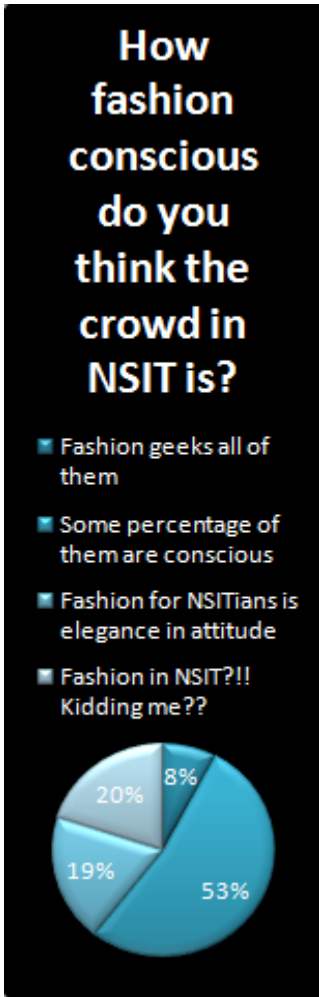 How
fashion
conscious
do you
think the
crowd in
NSIT is?
Fashion geeks all of
them
Some percentage of
them are conscious
Fashion for NSITians is
elegance in attitude
Fashion in NSIT?!!
Kidding me??
8%
20%
19%
53%